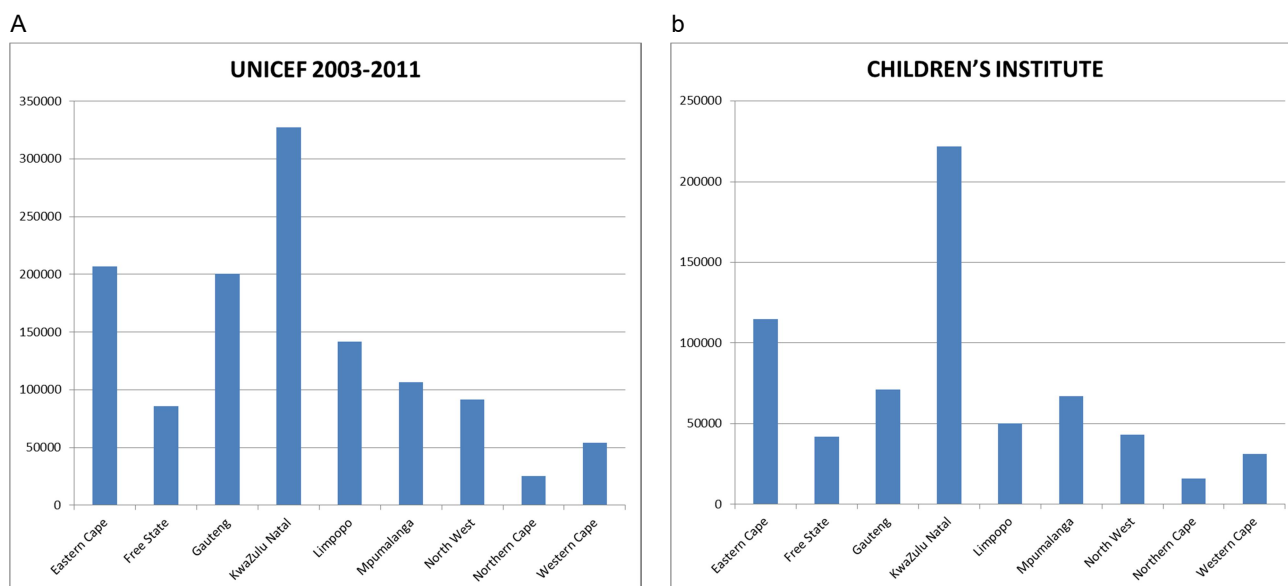 A
UNICEF 2003-2011
350000
300000
250000
200000
150000
100000
50000
0
Eastern Cape
Free State
Gauteng
KwaZulu Natal
Limpopo
Mpumalanga
North West
Northern Cape
Western Cape
b
CHILDREN'S INSTITUTE
250000
200000
150000
100000
50000
0
Eastern Cape
Free State
Gauteng
KwaZulu Natal
Limpopo
Mpumalanga
North West
Northern Cape
Western Cape